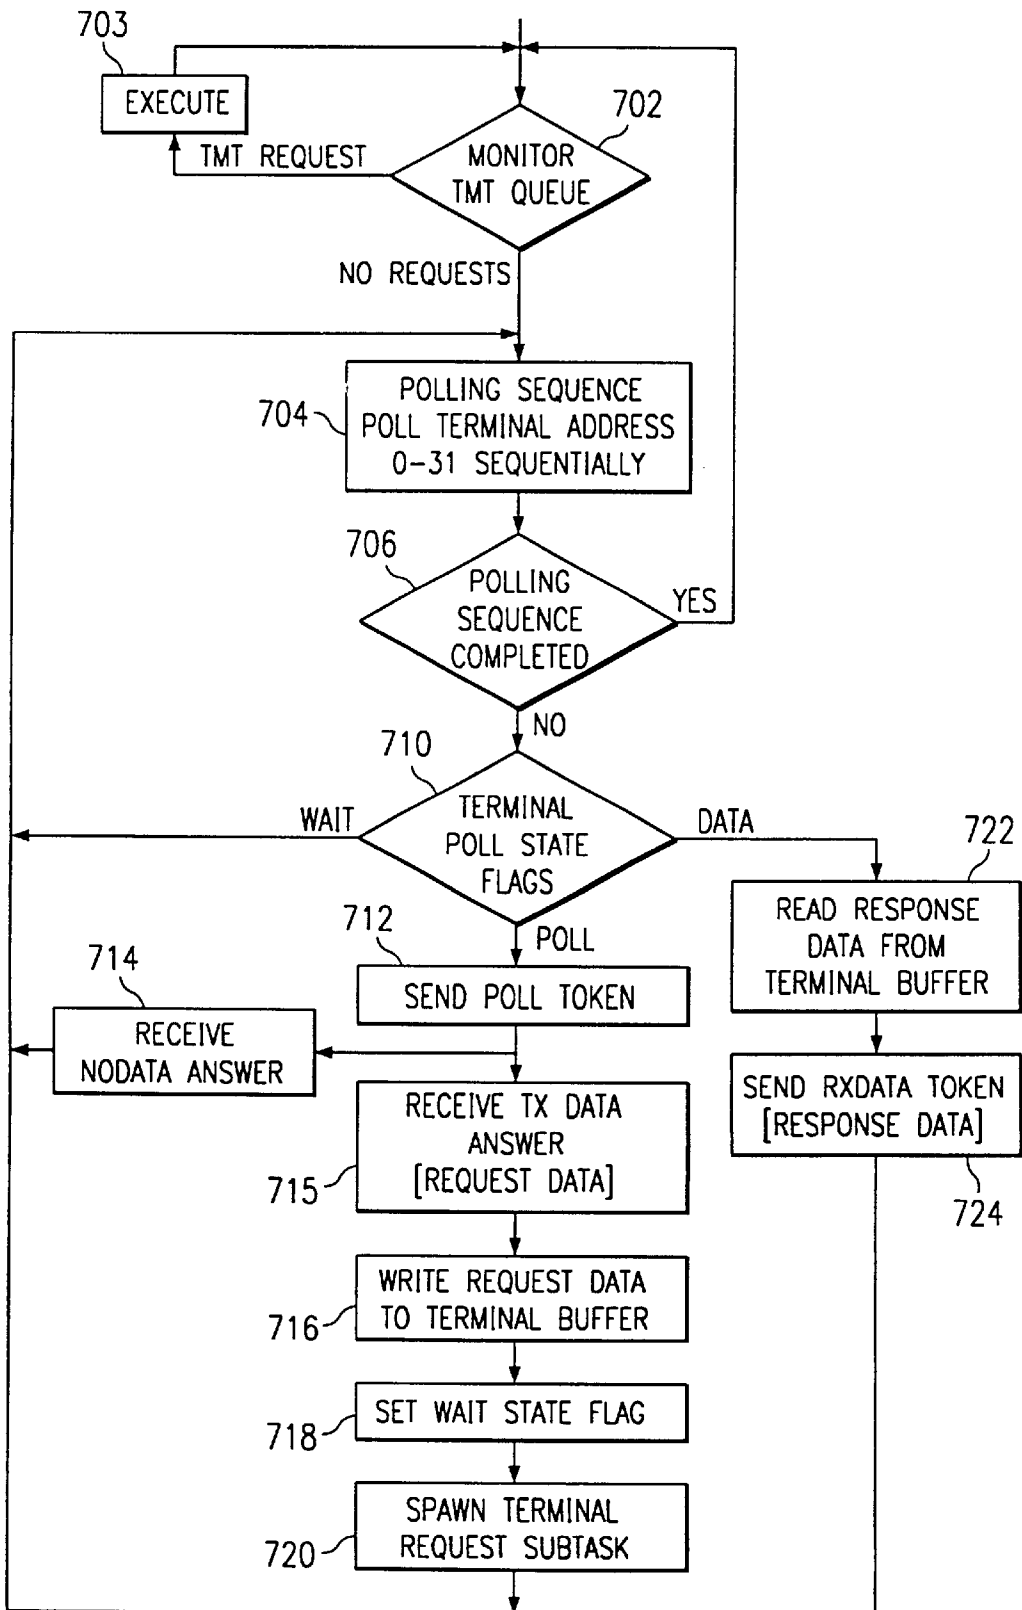 703
EXECUTE
702
TMT REQUEST
MONITOR
TMT QUEUE
NO REQUESTS
704
POLLING SEQUENCE
POLL TERMINAL ADDRESS
0-31 SEQUENTIALLY
706
POLLING
SEQUENCE
COMPLETED
YES
NO
710
WAIT
TERMINAL
POLL STATE
FLAGS
DATA
722
READ RESPONSE
DATA FROM
TERMINAL BUFFER
712
POLL
SEND POLL TOKEN
714
RECEIVE
NODATA ANSWER
RECEIVE TX DATA
ANSWER
[REQUEST DATA]
715
SEND RXDATA TOKEN
[RESPONSE DATA]
724
WRITE REQUEST DATA
TO TERMINAL BUFFER
716
SET WAIT STATE FLAG
718
SPAWN TERMINAL
REQUEST SUBTASK
720